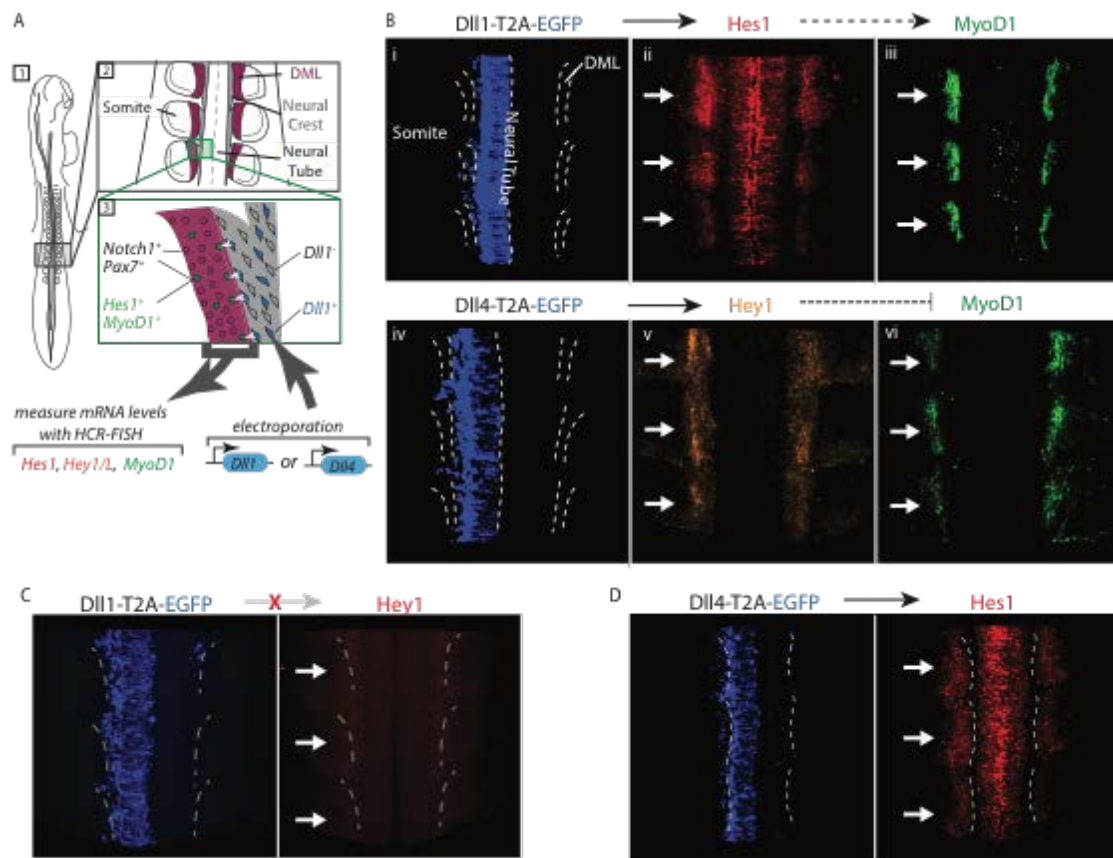 A
1
2
DML
Somite
Neural
Crest
Neural
Tube
3
Notch1+
Pax7+
Hes1+
MyoD1+
Dll1-
Dll1+
measure mRNA levels
with HCR-FISH
Hes1, Hey1/L, MyoD1
electroporation
Dll1 or Dll4
B
Dll1-T2A-EGFP
Hes1
MyoD1
i
DML
Somite
Neural Tube
ii
iii
Dll4-T2A-EGFP
Hey1
MyoD1
iv
v
vi
C
Dll1-T2A-EGFP
X
Hey1
D
Dll4-T2A-EGFP
Hes1